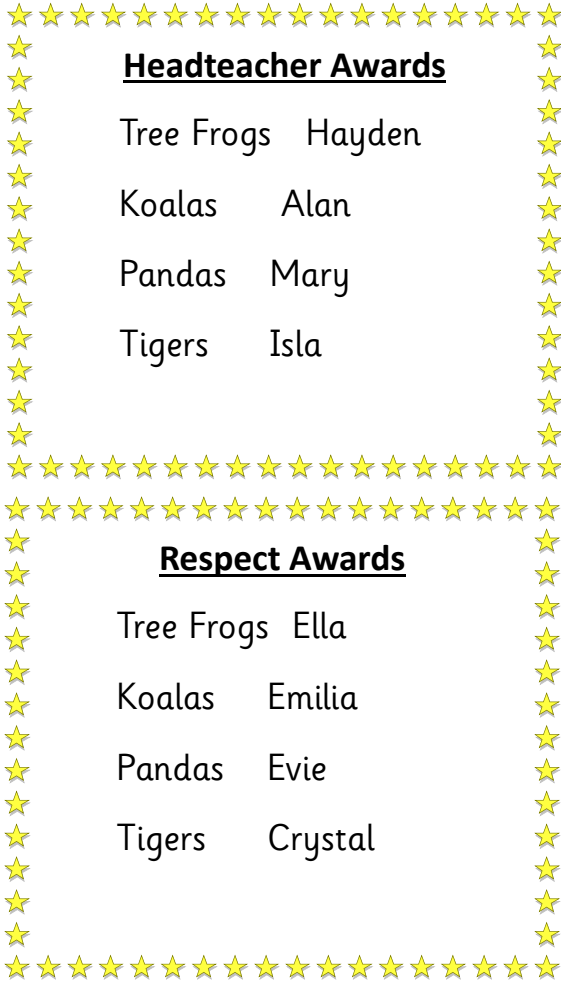 Headteacher Awards
Tree Frogs Hayden
Koalas Alan
Pandas Mary
Tigers Isla
Respect Awards
Tree Frogs Ella
Koalas Emilia
Pandas Evie
Tigers Crystal